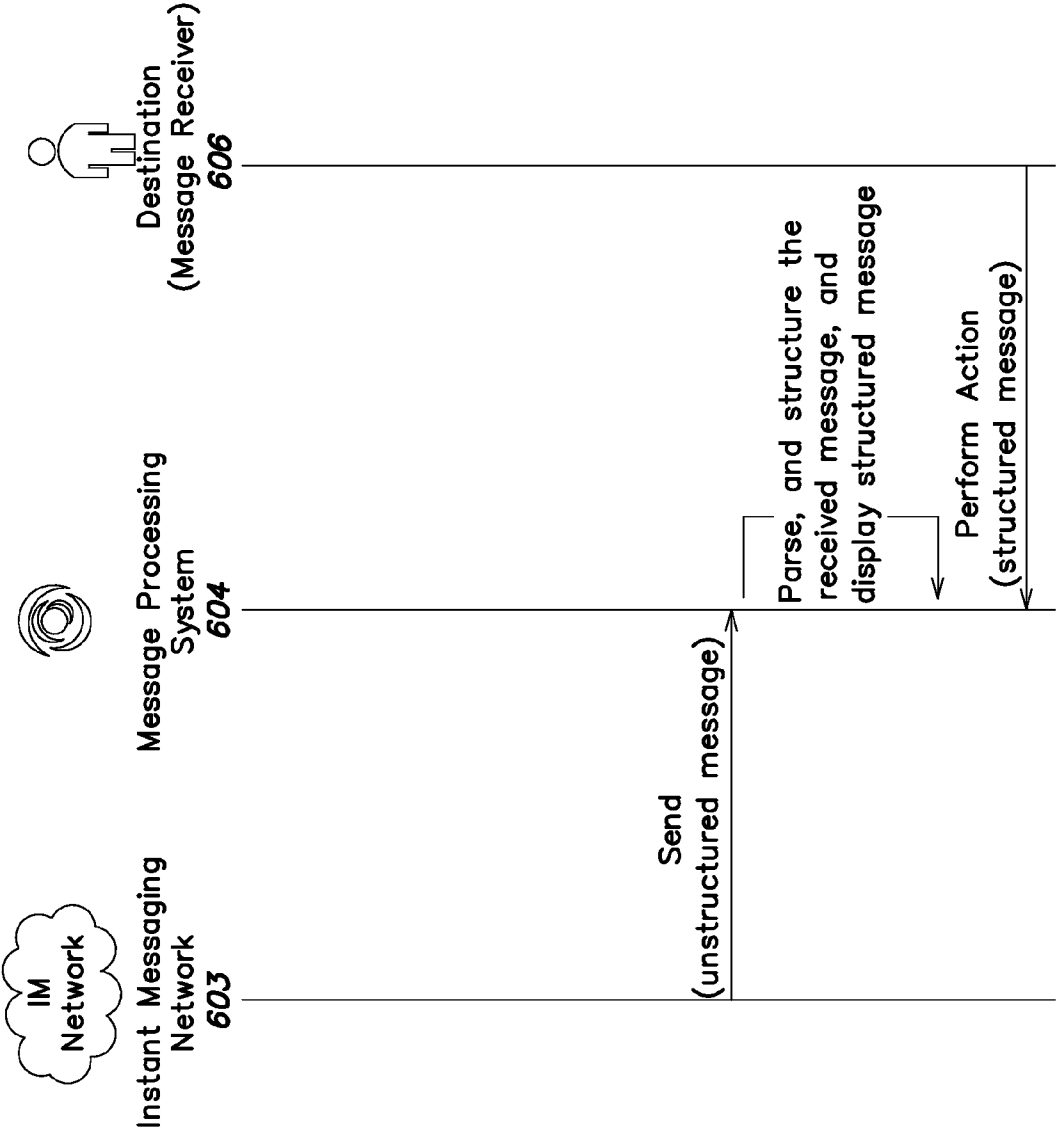 IM
Network
Instant Messaging
Network
603
Message Processing
System
604
Destination
(Message Receiver)
606
Send
(unstructured message)
Parse, and structure the
received message, and
display structured message
Perform Action
(structured message)